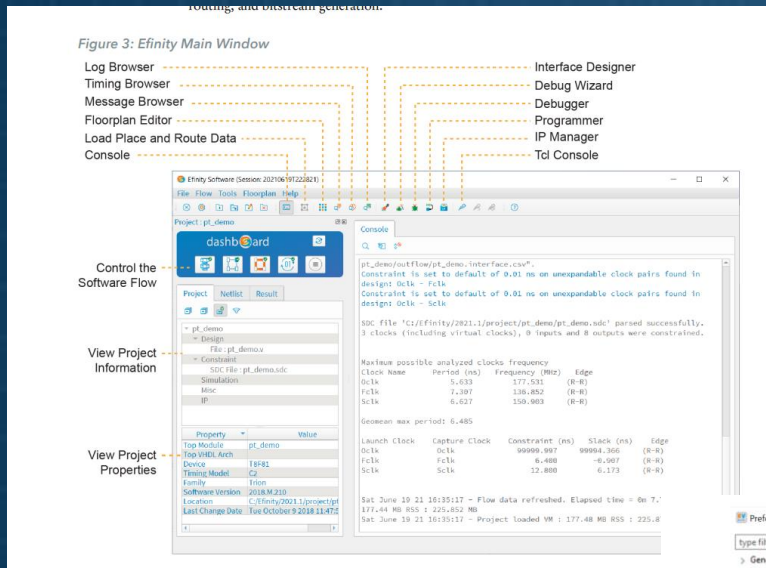 routing, and bitstream generation.
Figure 3: Efinity Main Window
Log Browser
Timing Browser
Message Browser
Floorplan Editor
Load Place and Route Data
Console
Interface Designer
Debug Wizard
Debugger
Programmer
IP Manager
Tcl Console
Control the
Software Flow
View Project
Information
View Project
Properties
Efinity Software (Session: 20210619T222821)
File Flow Tools Floorplan Help
Project : pt_demo
dashboard
Project Netlist Result
pt_demo
Design
File : pt_demo.v
Constraint
SDC File : pt_demo.sdc
Simulation
Misc
IP
Property Value
Top Module pt_demo
Top VHDL Arch
Device T8F81
Timing Model C2
Family Trion
Software Version 2018.M.210
Location C:/Efinity/2021.1/project/pt
Last Change Date Tue October 9 2018 11:47:5
Console
pt_demo/outflow/pt_demo.interface.csv".
Constraint is set to default of 0.01 ns on unexpandable clock pairs found in
design: Oclk - Fclk
Constraint is set to default of 0.01 ns on unexpandable clock pairs found in
design: Oclk - Sclk
SDC file 'C:/Efinity/2021.1/project/pt_demo/pt_demo.sdc' parsed successfully.
3 clocks (including virtual clocks), 0 inputs and 8 outputs were constrained.
Maximum possible analyzed clocks frequency
Clock Name Period (ns) Frequency (MHz) Edge
Oclk 5.633 177.531 (R-R)
Fclk 7.307 136.852 (R-R)
Sclk 6.627 150.903 (R-R)
Geomean max period: 6.485
Launch Clock Capture Clock Constraint (ns) Slack (ns) Edge
Oclk Oclk 99999.997 99994.366 (R-R)
Fclk Fclk 6.400 -0.907 (R-R)
Sclk Sclk 12.800 6.173 (R-R)
Sat June 19 21 16:35:17 - Flow data refreshed. Elapsed time = 0m 7.
177.44 MB RSS : 225.852 MB
Sat June 19 21 16:35:17 - Project loaded VM : 177.48 MB RSS : 225.8
Pref
type fil
Gen